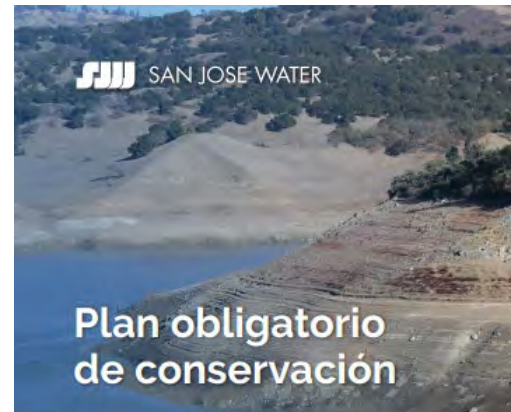 SJW SAN JOSE WATER
Plan obligatorio
de conservación